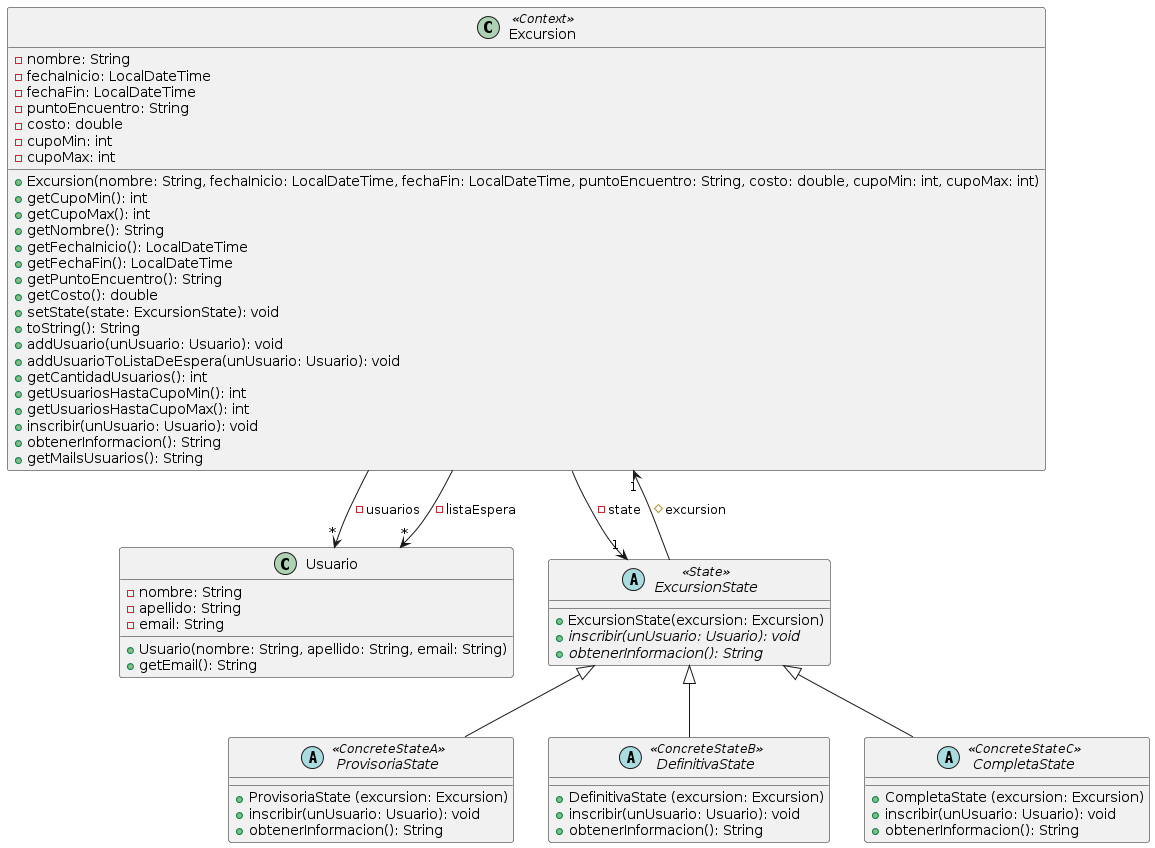 «Context»
C Excursion
nombre: String
fechaInicio: LocalDateTime
fechaFin: LocalDateTime
puntoEncuentro: String
costo: double
cupoMin: int
cupoMax: int
Excursion(nombre: String, fechaInicio: LocalDateTime, fechaFin: LocalDateTime, puntoEncuentro: String, costo: double, cupoMin: int, cupoMax: int)
getCupoMin(): int
getCupoMax(): int
getNombre(): String
getFechaInicio(): LocalDateTime
getFechaFin(): LocalDateTime
getPuntoEncuentro(): String
getCosto(): double
setState(state: ExcursionState): void
toString(): String
addUsuario(unUsuario: Usuario): void
addUsuarioToListaDeEspera(unUsuario: Usuario): void
getCantidadUsuarios(): int
getUsuariosHastaCupoMin(): int
getUsuariosHastaCupoMax(): int
inscribir(unUsuario: Usuario): void
obtenerInformacion(): String
getMailsUsuarios(): String
1
usuarios
listaEspera
state
excursion
* * 1
C Usuario
nombre: String
apellido: String
email: String
Usuario(nombre: String, apellido: String, email: String)
getEmail(): String
«State»
A ExcursionState
ExcursionState(excursion: Excursion)
inscribir(unUsuario: Usuario): void
obtenerInformacion(): String
«ConcreteStateA»
A ProvisoriaState
ProvisoriaState (excursion: Excursion)
inscribir(unUsuario: Usuario): void
obtenerInformacion(): String
«ConcreteStateB»
A DefinitivaState
DefinitivaState (excursion: Excursion)
inscribir(unUsuario: Usuario): void
obtenerInformacion(): String
«ConcreteStateC»
A CompletaState
CompletaState (excursion: Excursion)
inscribir(unUsuario: Usuario): void
obtenerInformacion(): String